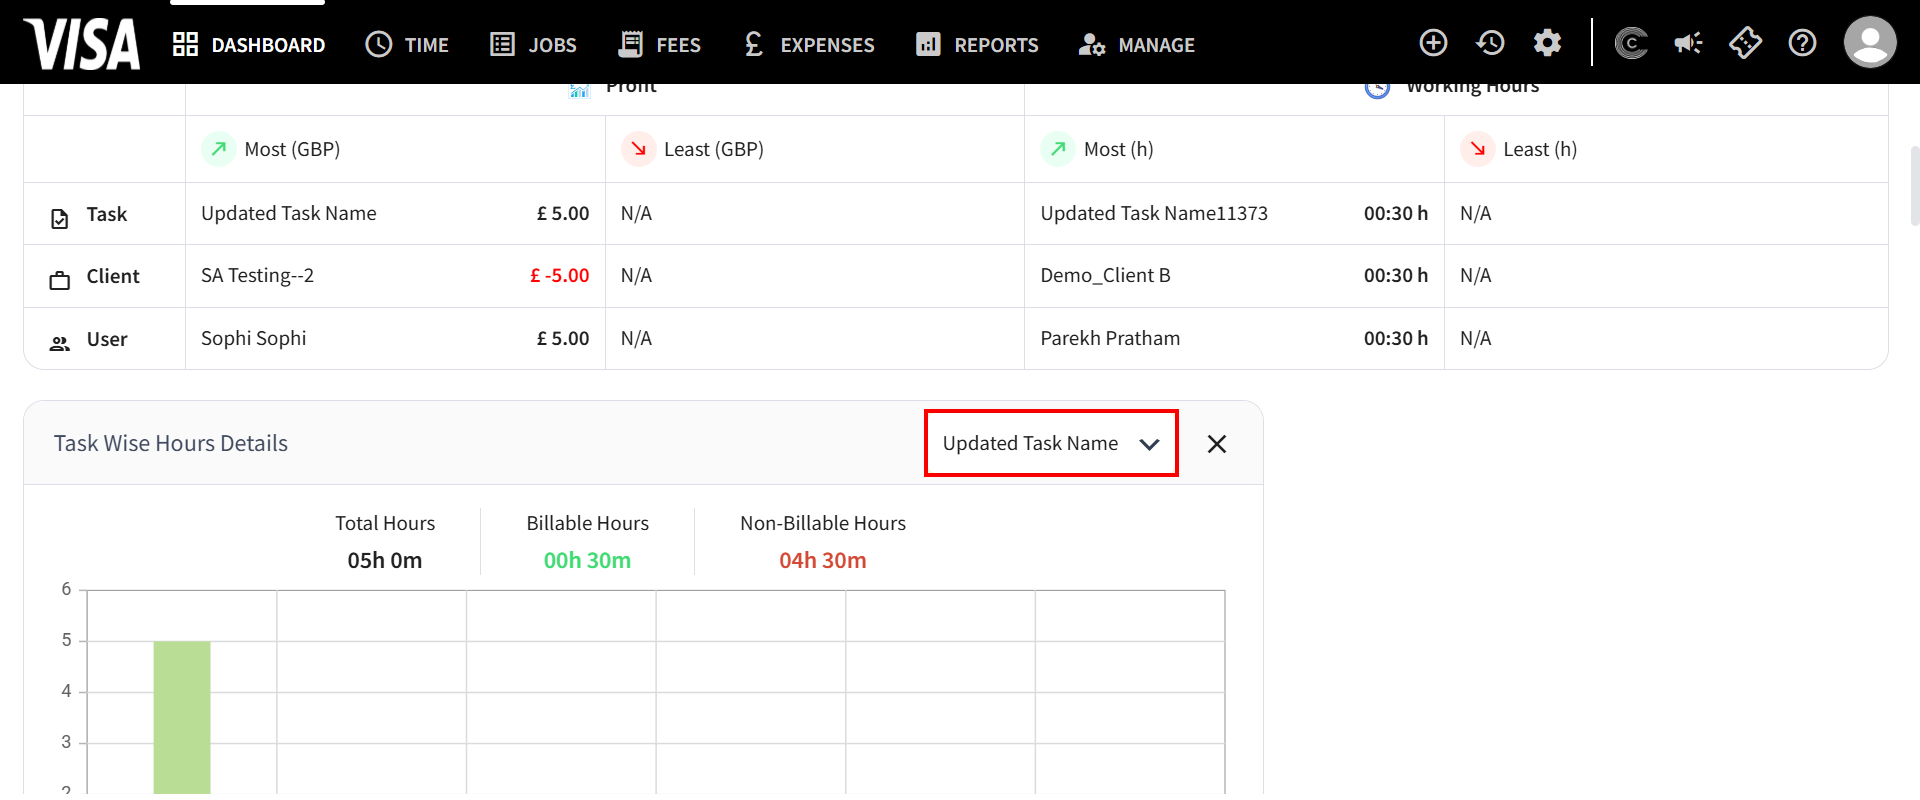 VISA DASHBOARD TIME JOBS FEES £ EXPENSES REPORTS MANAGE
Profit Working Hours
Most (GBP) Least (GBP) Most (h) Least (h)
Task Updated Task Name £ 5.00 N/A Updated Task Name11373 00:30 h N/A
Client SA Testing--2 £ -5.00 N/A Demo_Client B 00:30 h N/A
User Sophi Sophi £ 5.00 N/A Parekh Pratham 00:30 h N/A
Task Wise Hours Details Updated Task Name
Total Hours Billable Hours Non-Billable Hours
05h 0m 00h 30m 04h 30m
6
5
4
3
2